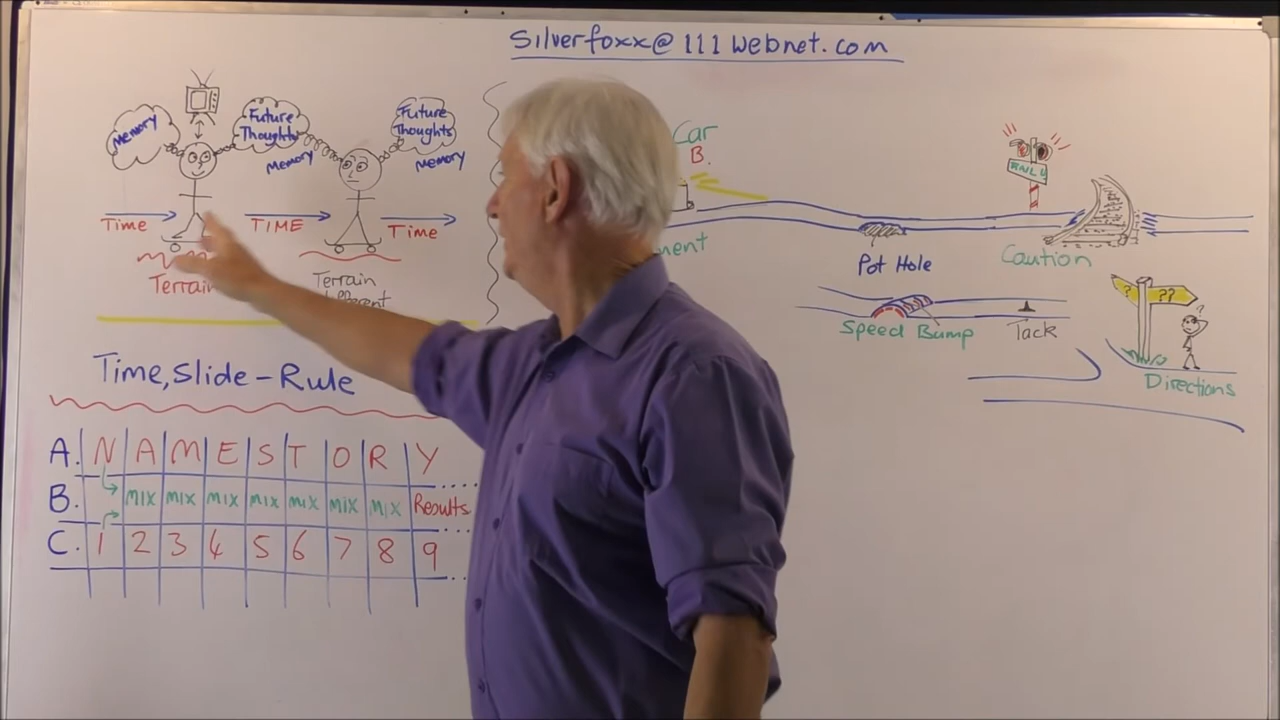 Silverfoxx@111webnet.com
Memory
Future
Thoughts
Memory
Future
Thoughts
Memory
Time
TIME
Time
Terrain
Terrain
Car
B.
Pot Hole
Caution
Speed Bump
Tack
? ??
?
Directions
Time, Slide-Rule
A. N A M E S T O R Y
B. mix mix mix mix mix mix mix Results
C. 1 2 3 4 5 6 7 8 9